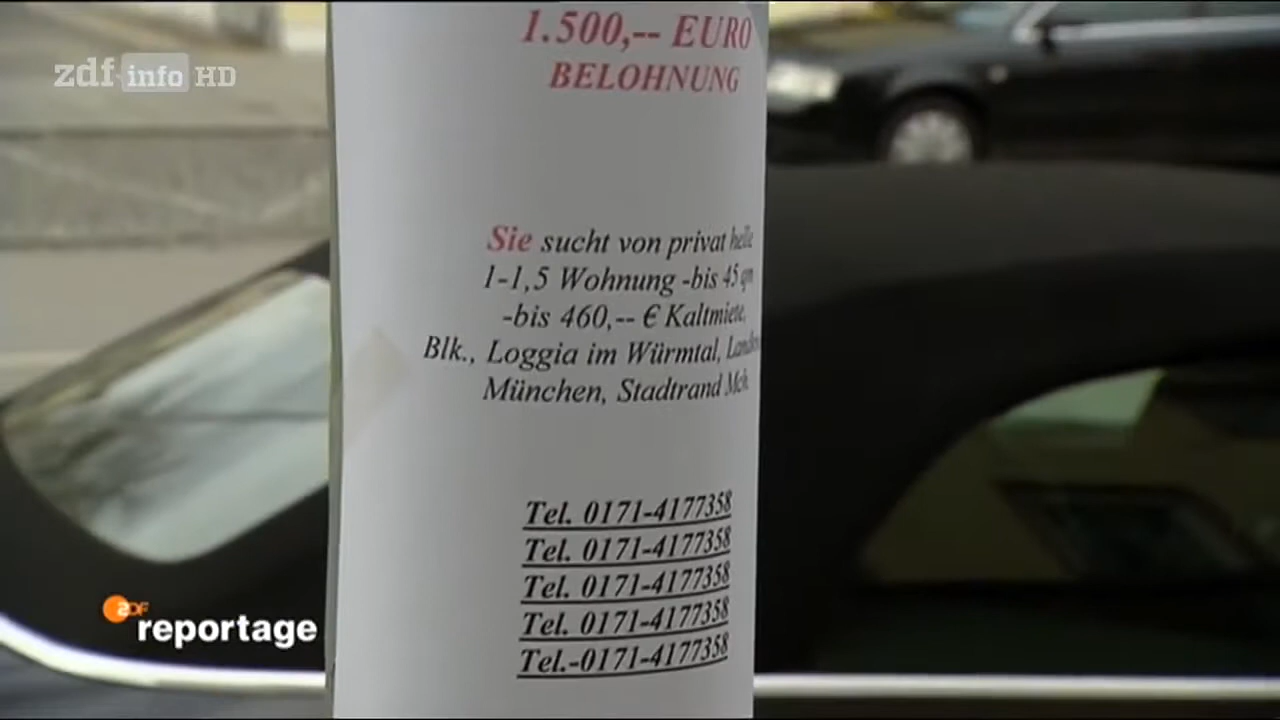 zdf info HD
1.500,-- EURO
BELOHNUNG
Sie sucht von privat helle
1-1,5 Wohnung -bis 45 qm
-bis 460,-- € Kaltmiete.
Blk., Loggia im Würmtal,
München, Stadtrand Mch.
Tel. 0171-4177358
Tel. 0171-4177358
Tel. 0171-4177358
Tel. 0171-4177358
Tel.-0171-4177358
ZDF
reportage